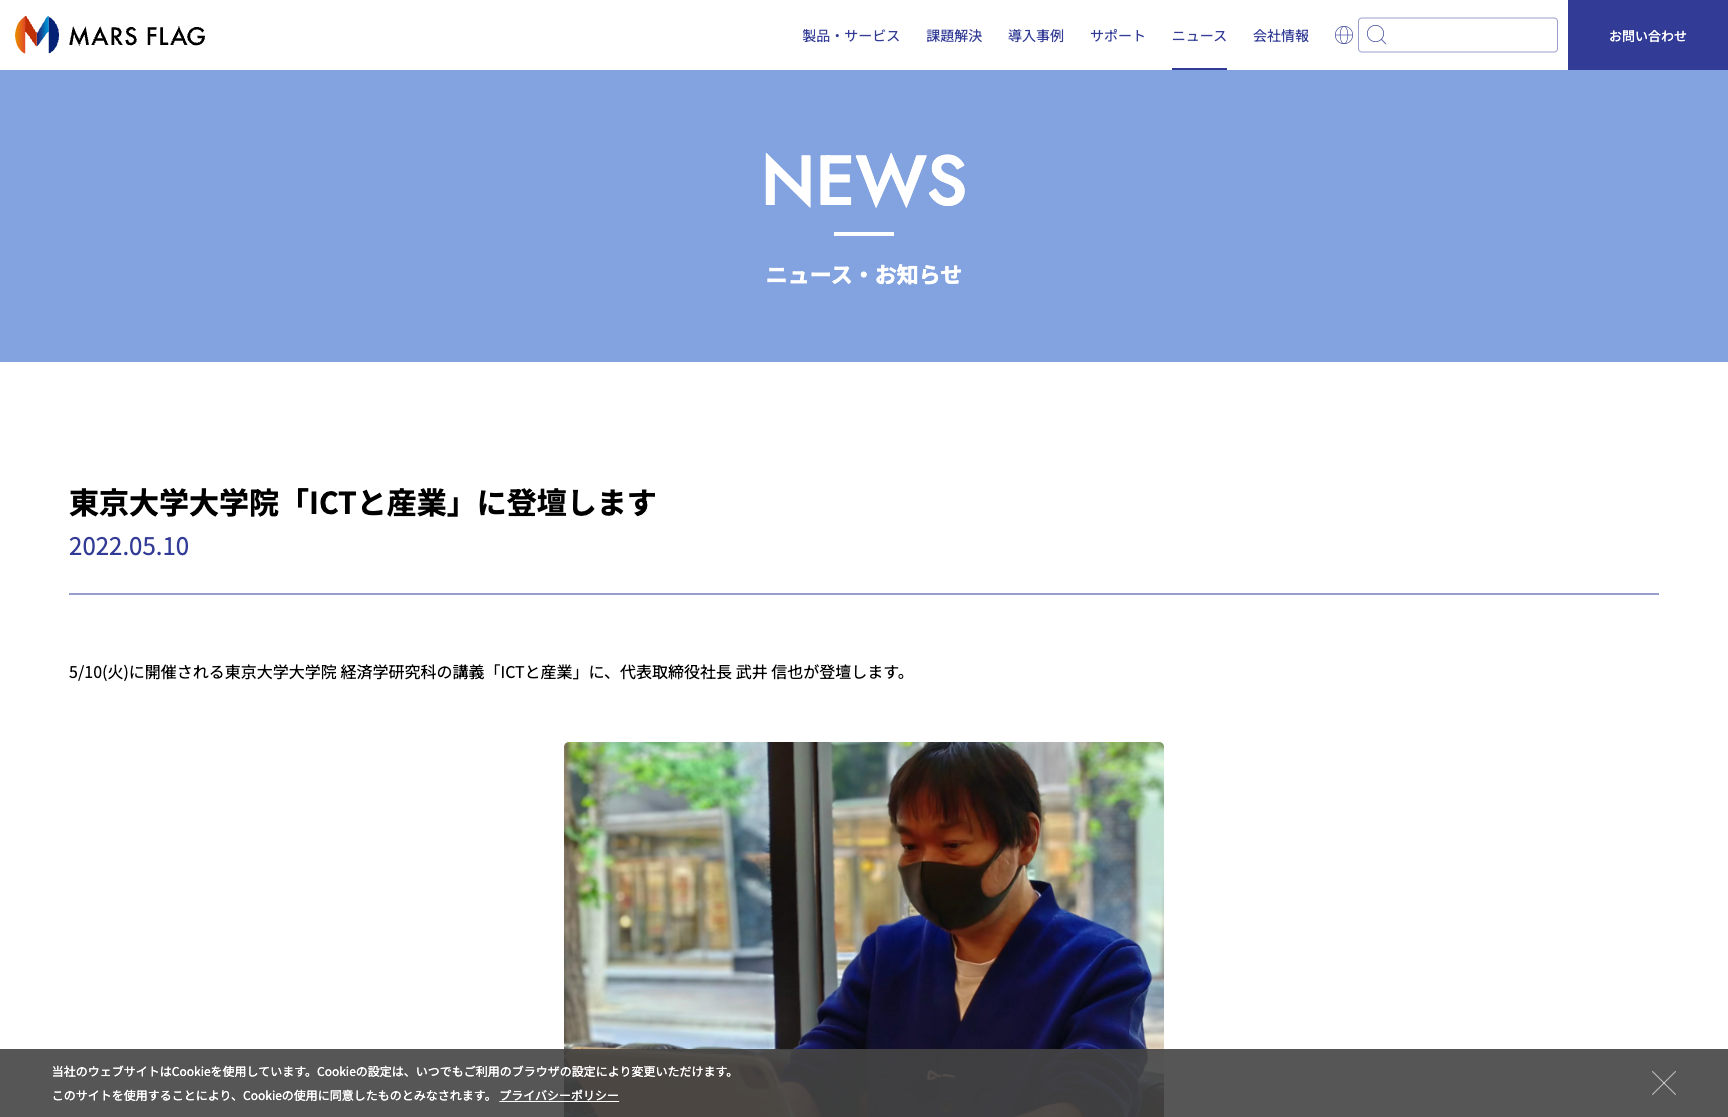 MARS FLAG
製品・サービス 課題解決 導入事例 サポート ニュース 会社情報 お問い合わせ
NEWS
ニュース・お知らせ
東京大学大学院「ICTと産業」に登壇します
2022.05.10
5/10(火)に開催される東京大学大学院 経済学研究科の講義「ICTと産業」に、代表取締役社長 武井 信也が登壇します。
当社のウェブサイトはCookieを使用しています。Cookieの設定は、いつでもご利用のブラウザの設定により変更いただけます。
このサイトを使用することにより、Cookieの使用に同意したものとみなされます。 プライバシーポリシー